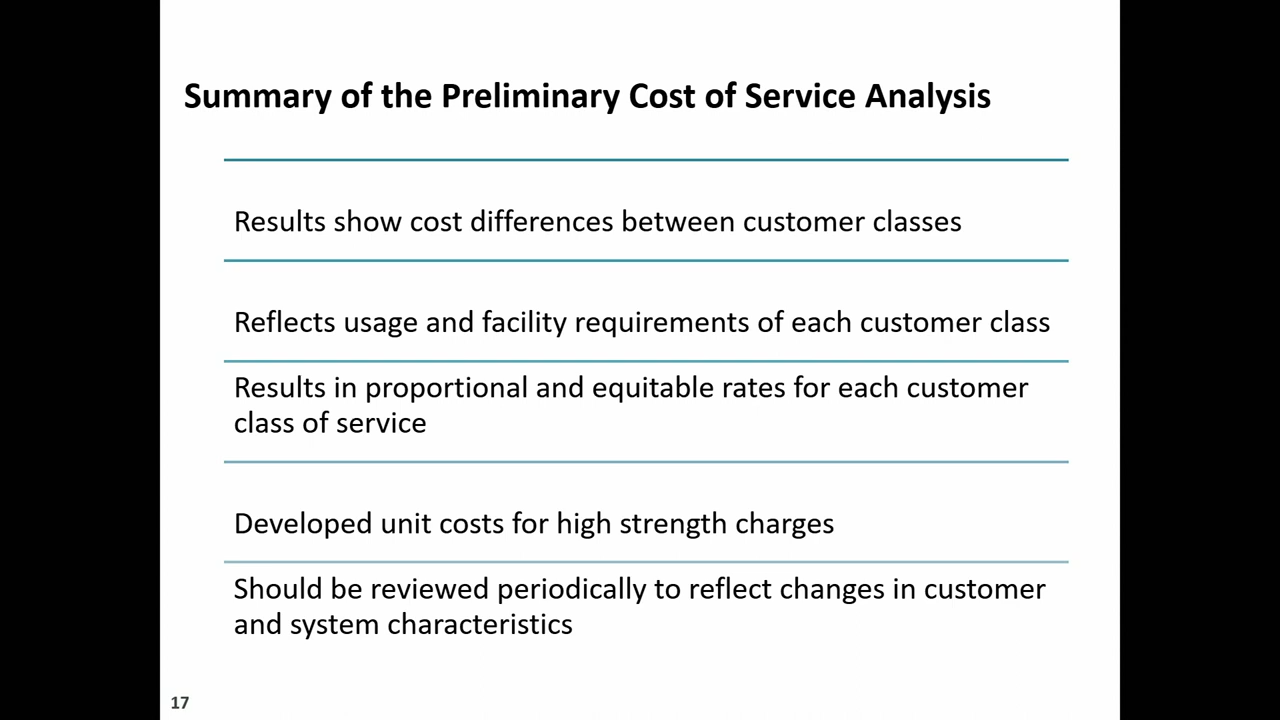 Summary of the Preliminary Cost of Service Analysis
Results show cost differences between customer classes
Reflects usage and facility requirements of each customer class
Results in proportional and equitable rates for each customer
class of service
Developed unit costs for high strength charges
Should be reviewed periodically to reflect changes in customer
and system characteristics
17